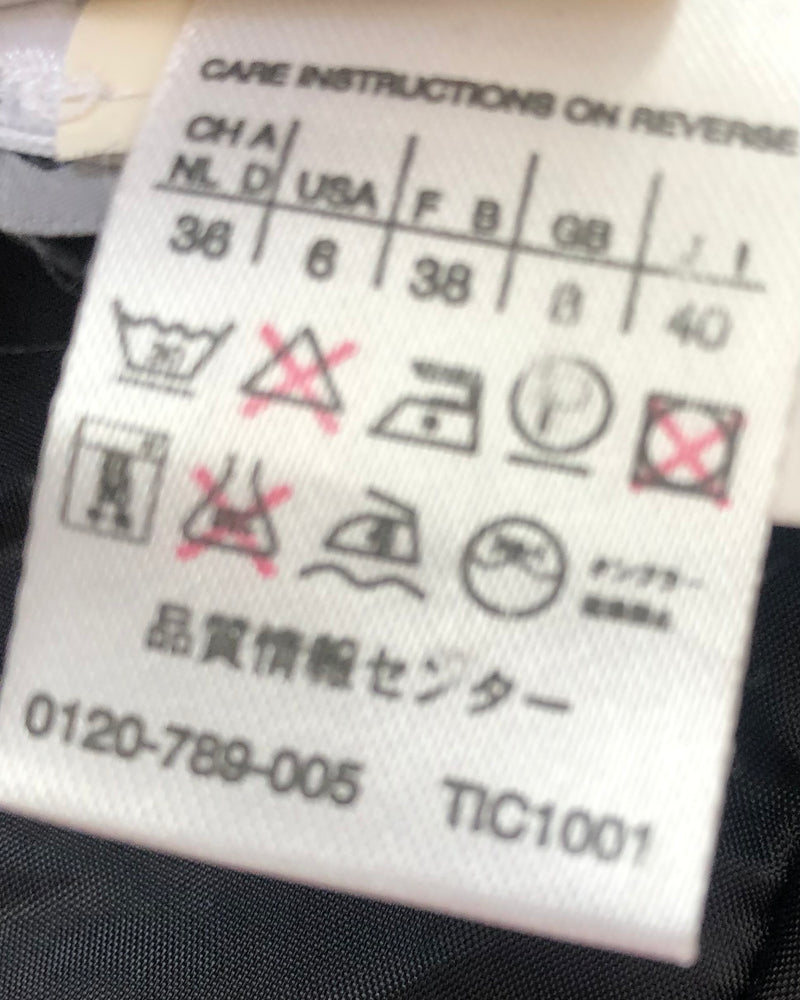 CARE INSTRUCTIONS ON REVERSE
CH A
NL D USA F B GB I
36 6 38 8 40
P
品質情報センター
0120-789-005 TIC1001